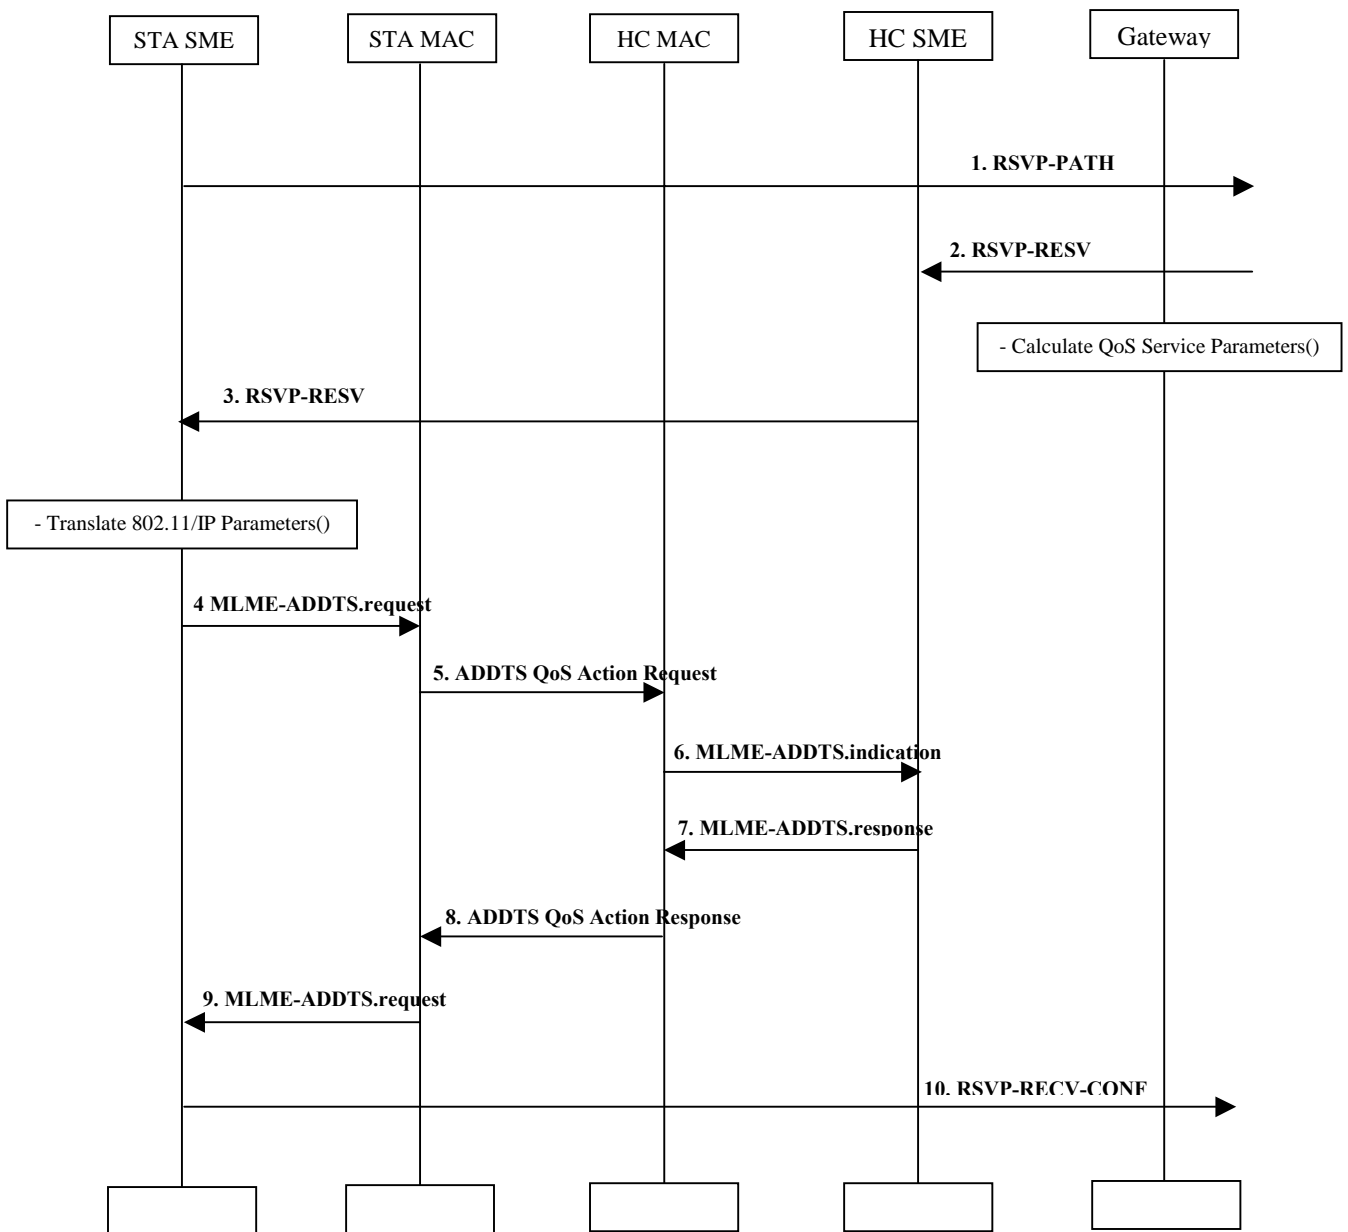 STA SME
STA MAC
HC MAC
HC SME
Gateway
1. RSVP-PATH
2. RSVP-RESV
- Calculate QoS Service Parameters()
3. RSVP-RESV
- Translate 802.11/IP Parameters()
4 MLME-ADDTS.request
5. ADDTS QoS Action Request
6. MLME-ADDTS.indication
7. MLME-ADDTS.response
8. ADDTS QoS Action Response
9. MLME-ADDTS.request
10. RSVP-RECV-CONF